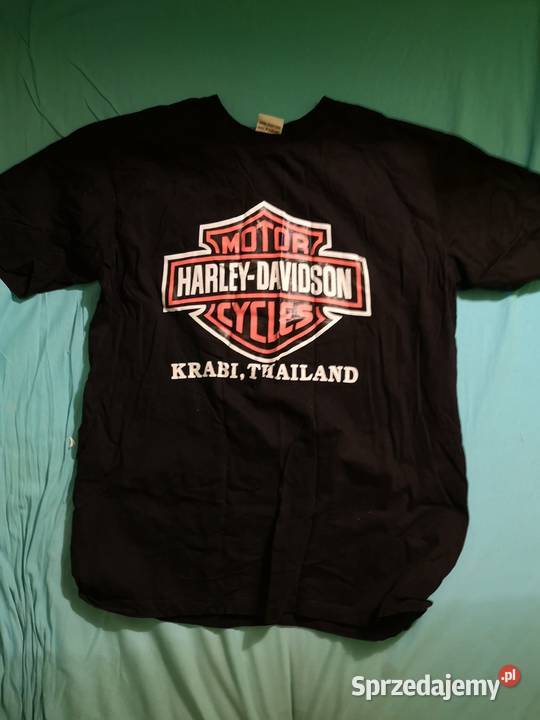 MOTOR
HARLEY-DAVIDSON
CYCLES
KRABI, THAILAND
Sprzedajemy.pl